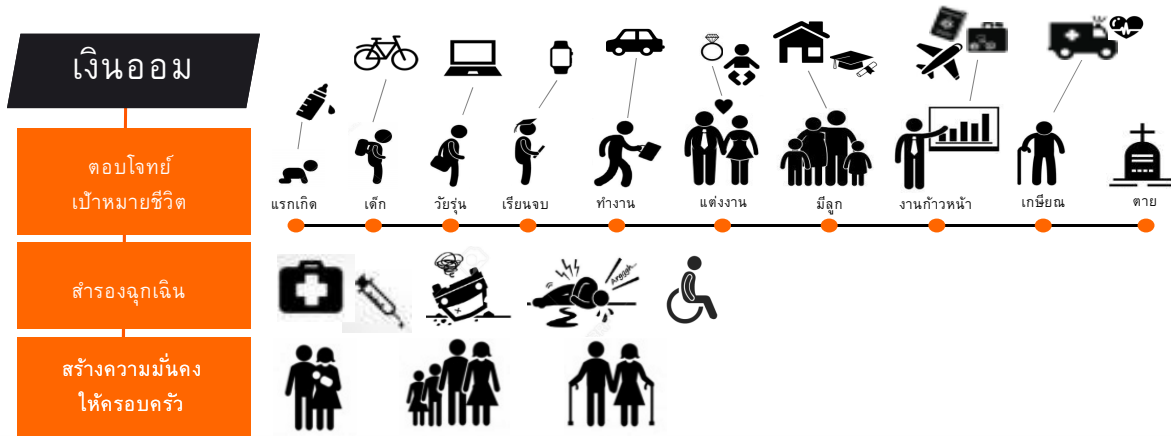 เงินออม
ตอบโจทย์
เป้าหมายชีวิต
สำรองฉุกเฉิน
สร้างความมั่นคง
ให้ครอบครัว
แรกเกิด
เด็ก
วัยรุ่น
เรียนจบ
ทำงาน
แต่งงาน
มีลูก
งานก้าวหน้า
เกษียณ
ตาย